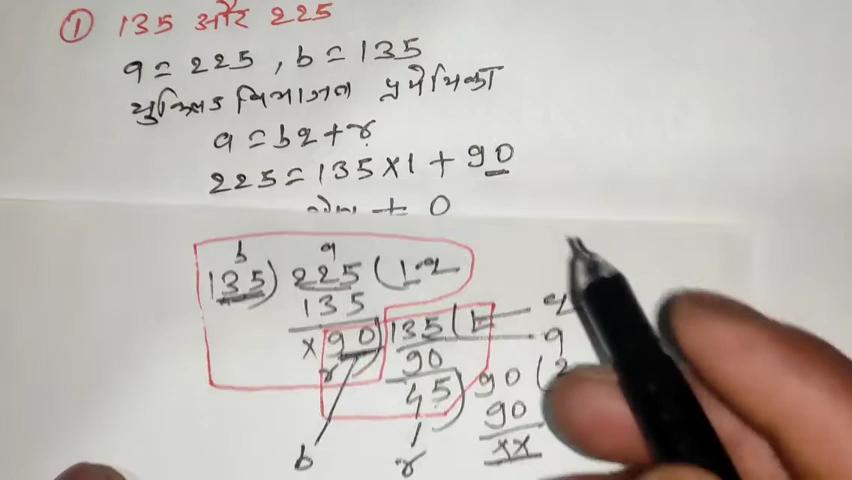 ① 135 और 225
a = 225 , b = 135
युक्लिड विभाजन प्रमेयिका
a = bq + r
225 = 135 × 1 + 90
+ 0
b a
135) 225 ( 1 q
135
× 90) 135 ( 1 q
r 90 a
45) 90 ( 2
90
b r ××